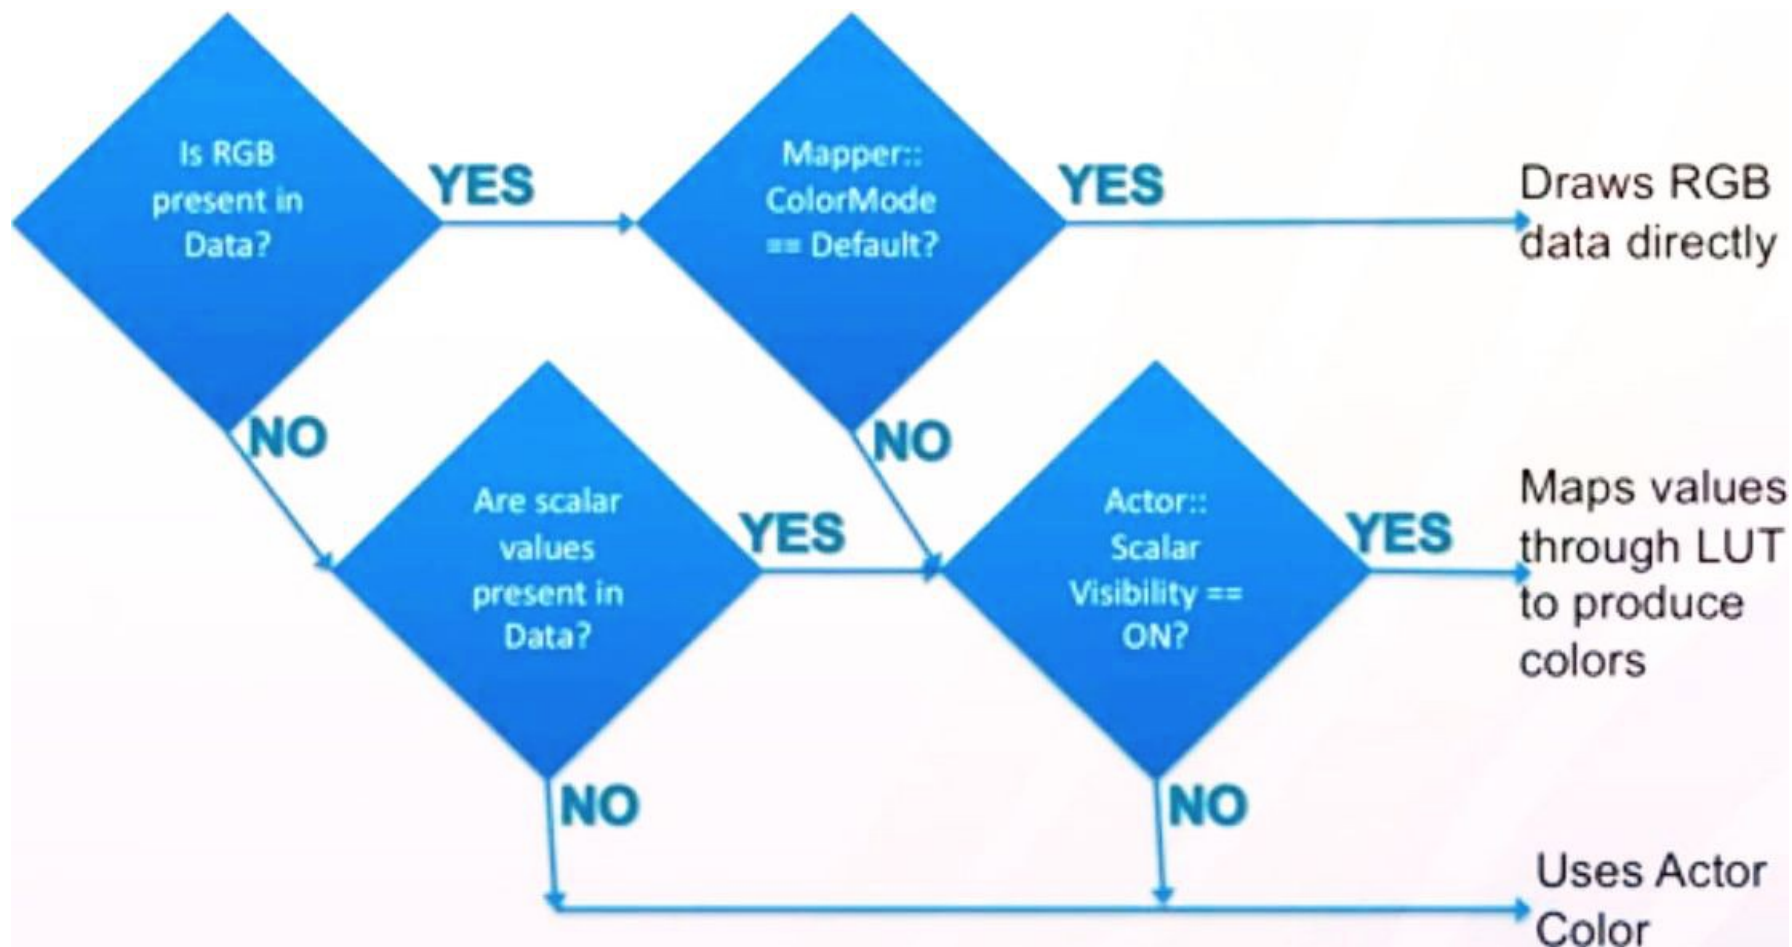 Is RGB
present in
Data?
YES
Mapper::
ColorMode
== Default?
YES
Draws RGB
data directly
NO
NO
Are scalar
values
present in
Data?
YES
Actor::
Scalar
Visibility ==
ON?
YES
Maps values
through LUT
to produce
colors
NO
NO
Uses Actor
Color